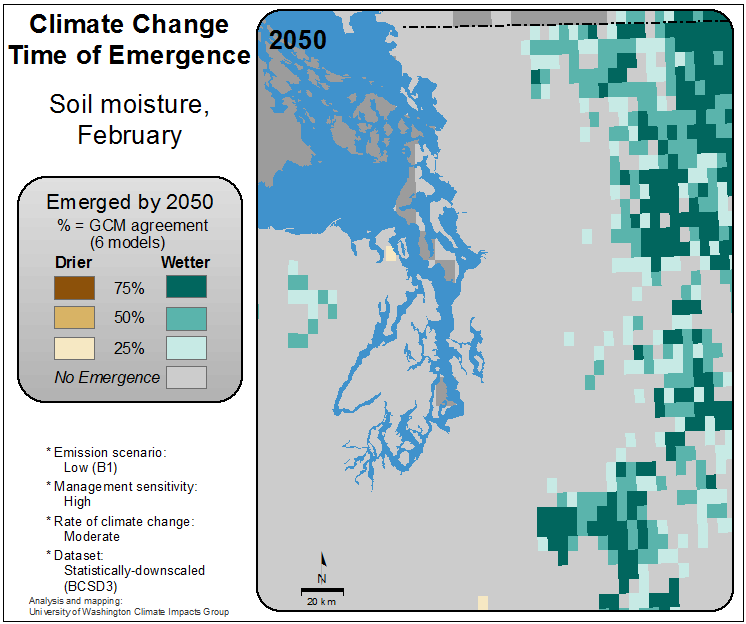 Climate Change
Time of Emergence
Soil moisture,
February
Emerged by 2050
% = GCM agreement
(6 models)
Drier Wetter
75%
50%
25%
No Emergence
* Emission scenario:
Low (B1)
* Management sensitivity:
High
* Rate of climate change:
Moderate
* Dataset:
Statistically-downscaled
(BCSD3)
Analysis and mapping:
University of Washington Climate Impacts Group
2050
N
20 km